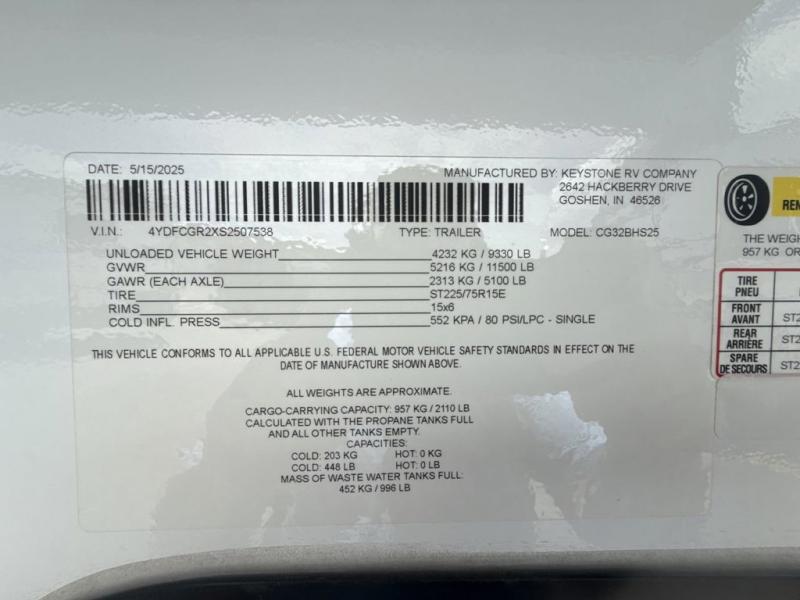 DATE: 5/15/2025
MANUFACTURED BY: KEYSTONE RV COMPANY
2642 HACKBERRY DRIVE
GOSHEN, IN 46526
V.I.N. 4YDFCGR2XS2507538 TYPE: TRAILER MODEL: CG32BHS25
UNLOADED VEHICLE WEIGHT 4232 KG / 9330 LB
GVWR 5216 KG / 11500 LB
GAWR (EACH AXLE) 2313 KG / 5100 LB
TIRE ST225/75R15E
RIMS 15x6
COLD INFL. PRESS 552 KPA / 80 PSI/LPC - SINGLE
THIS VEHICLE CONFORMS TO ALL APPLICABLE U.S. FEDERAL MOTOR VEHICLE SAFETY STANDARDS IN EFFECT ON THE
DATE OF MANUFACTURE SHOWN ABOVE.
ALL WEIGHTS ARE APPROXIMATE.
CARGO-CARRYING CAPACITY: 957 KG / 2110 LB
CALCULATED WITH THE PROPANE TANKS FULL
AND ALL OTHER TANKS EMPTY.
CAPACITIES:
COLD: 203 KG HOT: 0 KG
COLD: 448 LB HOT: 0 LB
MASS OF WASTE WATER TANKS FULL:
452 KG / 996 LB
REN
THE WEIGH
957 KG OR
TIRE
PNEU
FRONT
AVANT ST2
REAR
ARRIÈRE ST2
SPARE
DE SECOURS ST2